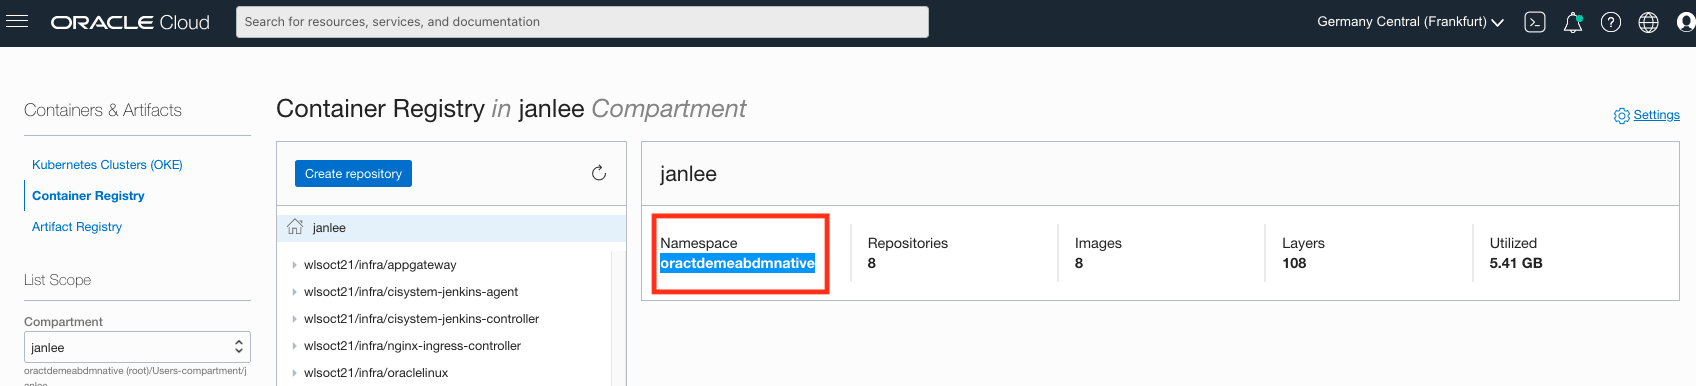 ORACLE Cloud
Search for resources, services, and documentation
Germany Central (Frankfurt)
Containers & Artifacts
Kubernetes Clusters (OKE)
Container Registry
Artifact Registry
List Scope
Compartment
janlee
oractdemeabdmnative (root)/Users-compartment/j
anlee
Container Registry in janlee Compartment
Settings
Create repository
janlee
wlsoct21/infra/appgateway
wlsoct21/infra/cisystem-jenkins-agent
wlsoct21/infra/cisystem-jenkins-controller
wlsoct21/infra/nginx-ingress-controller
wlsoct21/infra/oraclelinux
janlee
Namespace
oractdemeabdmnative
Repositories
8
Images
8
Layers
108
Utilized
5.41 GB